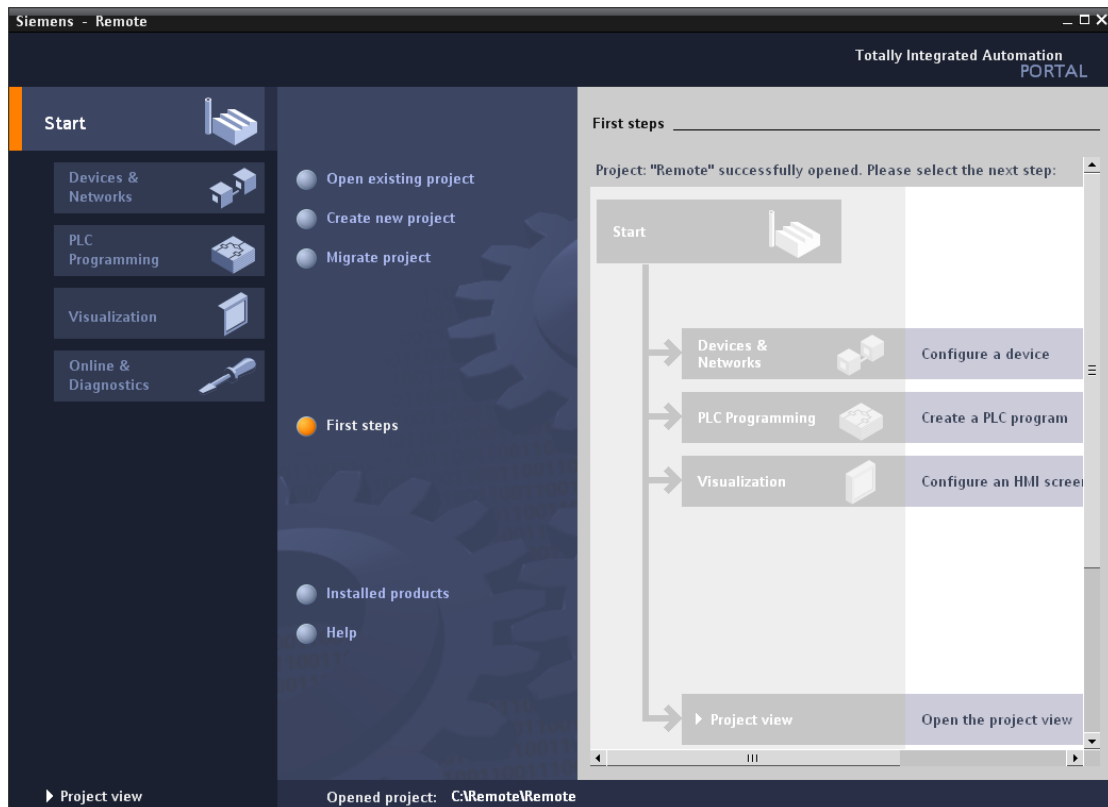 Siemens - Remote
Totally Integrated Automation
PORTAL
Start
Devices &
Networks
PLC
Programming
Visualization
Online &
Diagnostics
Project view
Open existing project
Create new project
Migrate project
First steps
Installed products
Help
First steps
Project: "Remote" successfully opened. Please select the next step:
Start
Devices &
Networks
Configure a device
PLC Programming
Create a PLC program
Visualization
Configure an HMI screen
Project view
Open the project view
Opened project: C:\Remote\Remote